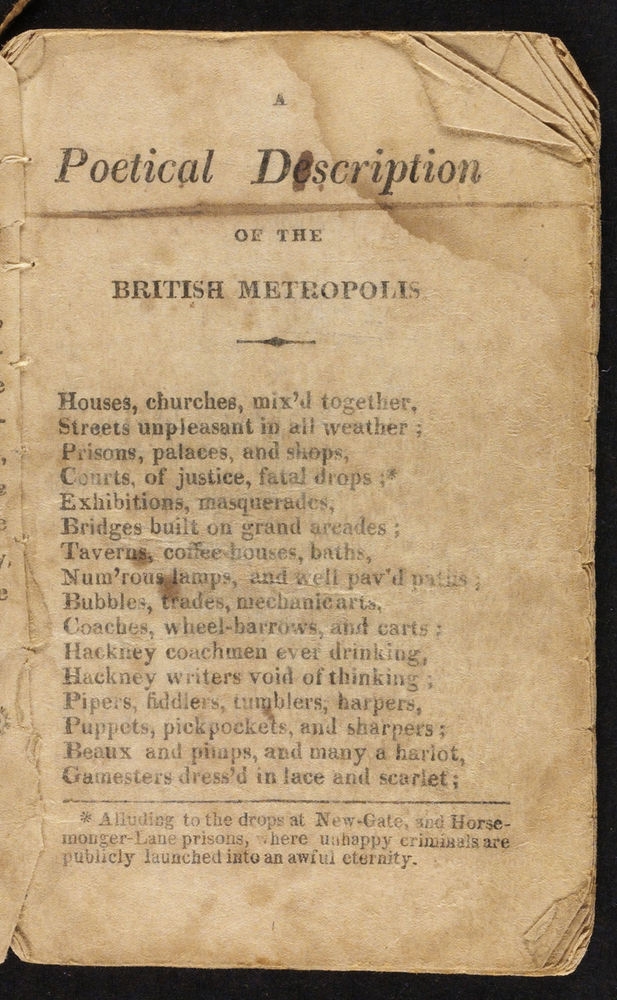 A
Poetical Description
OF THE
BRITISH METROPOLIS
Houses, churches, mix'd together,
Streets unpleasant in all weather ;
Prisons, palaces, and shops,
Courts, of justice, fatal drops ;*
Exhibitions, masquerades,
Bridges built on grand arcades ;
Taverns, coffee-houses, baths,
Num'rous lamps, and well pav'd paths ;
Bubbles, trades, mechanic arts,
Coaches, wheel-barrows, and carts ;
Hackney coachmen ever drinking,
Hackney writers void of thinking ;
Pipers, fiddlers, tumblers, harpers,
Puppets, pickpockets, and sharpers ;
Beaux and pimps, and many a harlot,
Gamesters dress'd in lace and scarlet ;
* Alluding to the drops at New-Gate, and Horse-
monger-Lane prisons, where unhappy criminals are
publicly launched into an awful eternity.